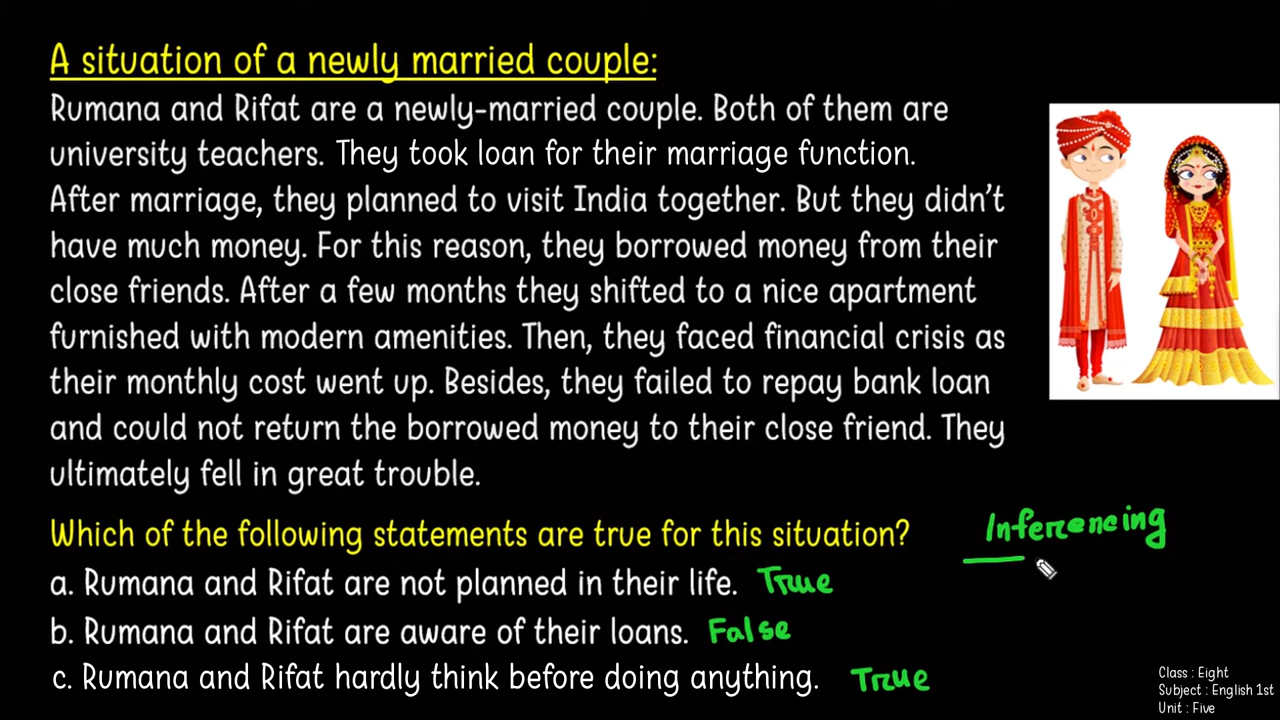 A situation of a newly married couple:
Rumana and Rifat are a newly-married couple. Both of them are
university teachers. They took loan for their marriage function.
After marriage, they planned to visit India together. But they didn't
have much money. For this reason, they borrowed money from their
close friends. After a few months they shifted to a nice apartment
furnished with modern amenities. Then, they faced financial crisis as
their monthly cost went up. Besides, they failed to repay bank loan
and could not return the borrowed money to their close friend. They
ultimately fell in great trouble.
Which of the following statements are true for this situation?
Inferencing
a. Rumana and Rifat are not planned in their life. True
b. Rumana and Rifat are aware of their loans. False
c. Rumana and Rifat hardly think before doing anything. True
Class : Eight
Subject : English 1st
Unit : Five